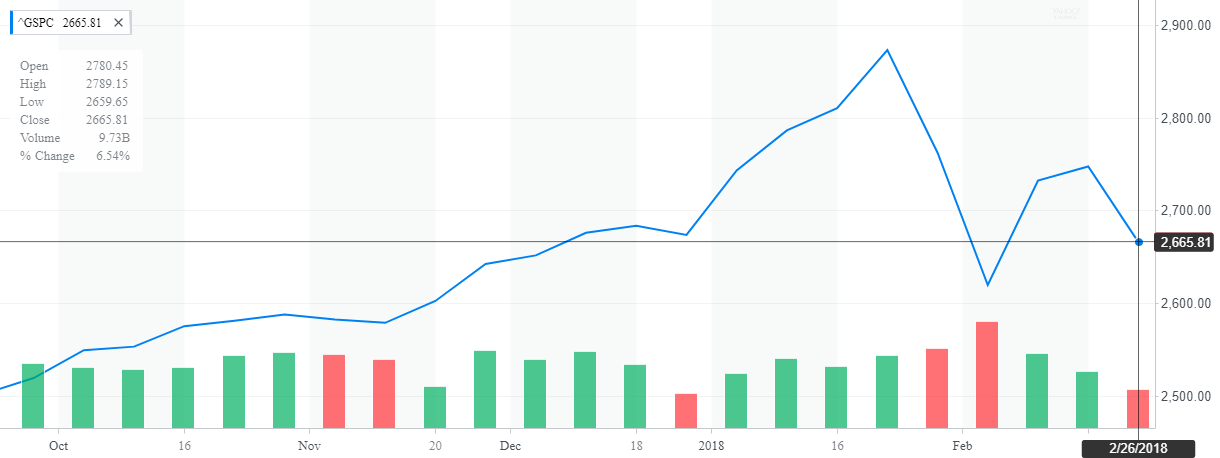 ^GSPC 2665.81 ✕
Open 2780.45
High 2789.15
Low 2659.65
Close 2665.81
Volume 9.73B
% Change 6.54%
2,900.00
2,800.00
2,700.00
2,665.81
2,600.00
2,500.00
Oct 16 Nov 20 Dec 18 2018 16 Feb 2/26/2018